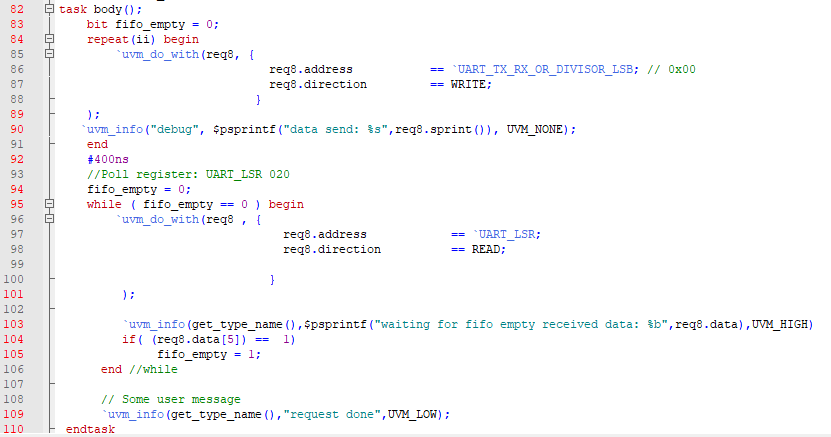 82 task body();
83 bit fifo_empty = 0;
84 repeat(ii) begin
85 `uvm_do_with(req8, {
86 req8.address == `UART_TX_RX_OR_DIVISOR_LSB; // 0x00
87 req8.direction == WRITE;
88 }
89 );
90 `uvm_info("debug", $psprintf("data send: %s",req8.sprint()), UVM_NONE);
91 end
92 #400ns
93 //Poll register: UART_LSR 020
94 fifo_empty = 0;
95 while ( fifo_empty == 0 ) begin
96 `uvm_do_with(req8 , {
97 req8.address == `UART_LSR;
98 req8.direction == READ;
99
100 }
101 );
102
103 `uvm_info(get_type_name(),$psprintf("waiting for fifo empty received data: %b",req8.data),UVM_HIGH)
104 if( (req8.data[5]) == 1)
105 fifo_empty = 1;
106 end //while
107
108 // Some user message
109 `uvm_info(get_type_name(),"request done",UVM_LOW);
110 endtask